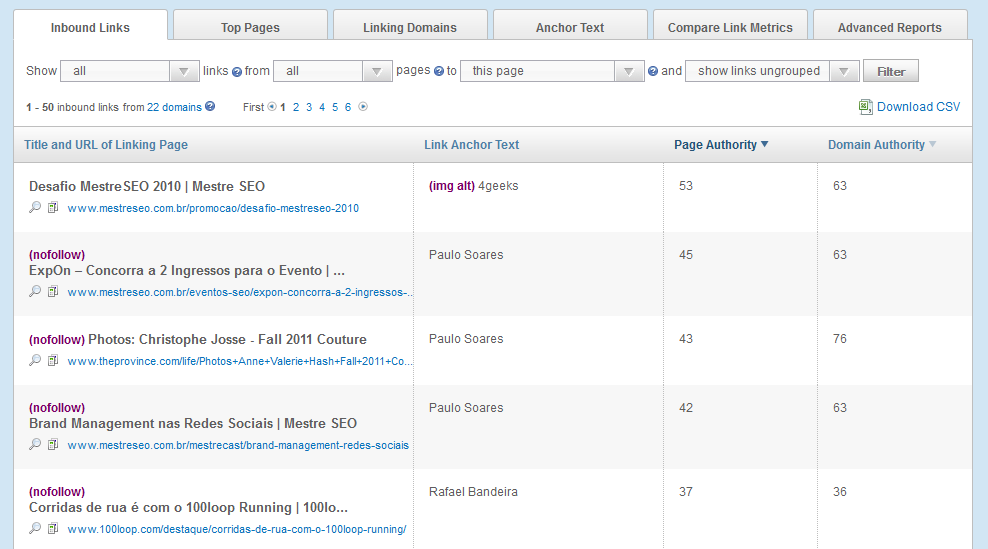 Inbound Links Top Pages Linking Domains Anchor Text Compare Link Metrics Advanced Reports
Show all links from all pages to this page and show links ungrouped Filter
1 - 50 inbound links from 22 domains First 1 2 3 4 5 6 Download CSV
Title and URL of Linking Page Link Anchor Text Page Authority Domain Authority
Desafio MestreSEO 2010 | Mestre SEO (img alt) 4geeks 53 63
www.mestreseo.com.br/promocao/desafio-mestreseo-2010
(nofollow) Paulo Soares 45 63
ExpOn – Concorra a 2 Ingressos para o Evento | ...
www.mestreseo.com.br/eventos-seo/expon-concorra-a-2-ingressos-..
(nofollow) Photos: Christophe Josse - Fall 2011 Couture Paulo Soares 43 76
www.theprovince.com/life/Photos+Anne+Valerie+Hash+Fall+2011+Co...
(nofollow) Paulo Soares 42 63
Brand Management nas Redes Sociais | Mestre SEO
www.mestreseo.com.br/mestrecast/brand-management-redes-sociais
(nofollow) Rafael Bandeira 37 36
Corridas de rua é com o 100loop Running | 100lo...
www.100loop.com/destaque/corridas-de-rua-com-o-100loop-running/